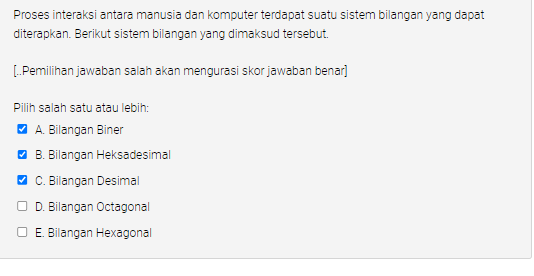 Proses interaksi antara manusia dan komputer terdapat suatu sistem bilangan yang dapat
diterapkan. Berikut sistem bilangan yang dimaksud tersebut.
[..Pemilihan jawaban salah akan mengurasi skor jawaban benar]
Pilih salah satu atau lebih:
A. Bilangan Biner
B. Bilangan Heksadesimal
C. Bilangan Desimal
D. Bilangan Octagonal
E. Bilangan Hexagonal